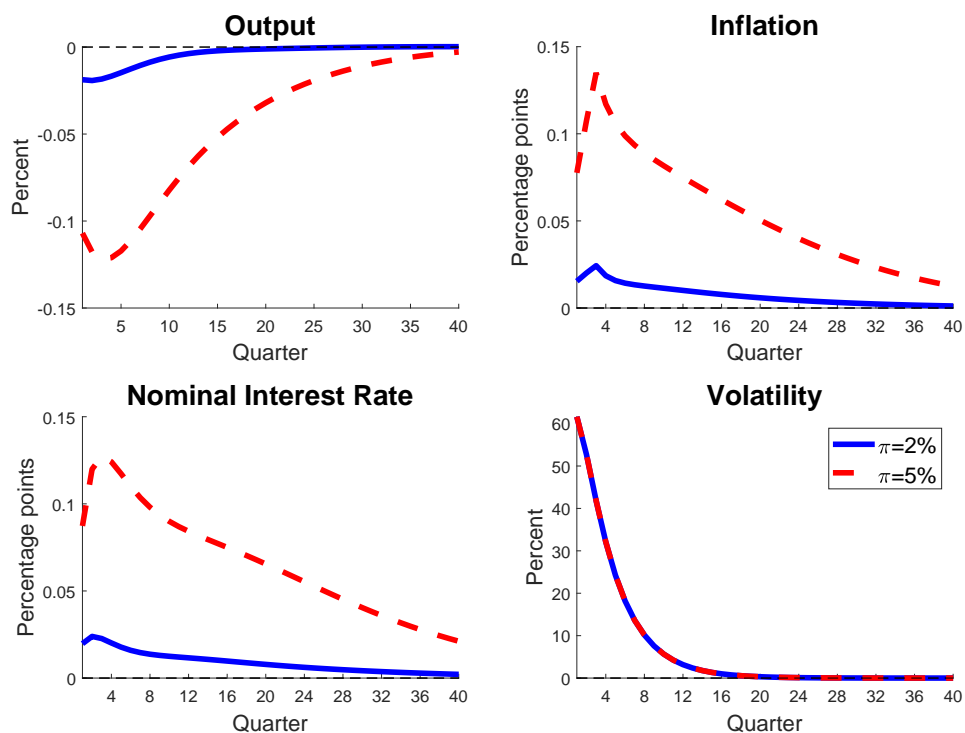 Output
0
-0.05
-0.1
-0.15
Percent
5 10 15 20 25 30 35 40
Quarter
Inflation
0.15
0.1
0.05
0
Percentage points
4 8 12 16 20 24 28 32 36 40
Quarter
Nominal Interest Rate
0.15
0.1
0.05
0
Percentage points
4 8 12 16 20 24 28 32 36 40
Quarter
Volatility
60
50
40
30
20
10
0
Percent
π=2%
π=5%
4 8 12 16 20 24 28 32 36 40
Quarter